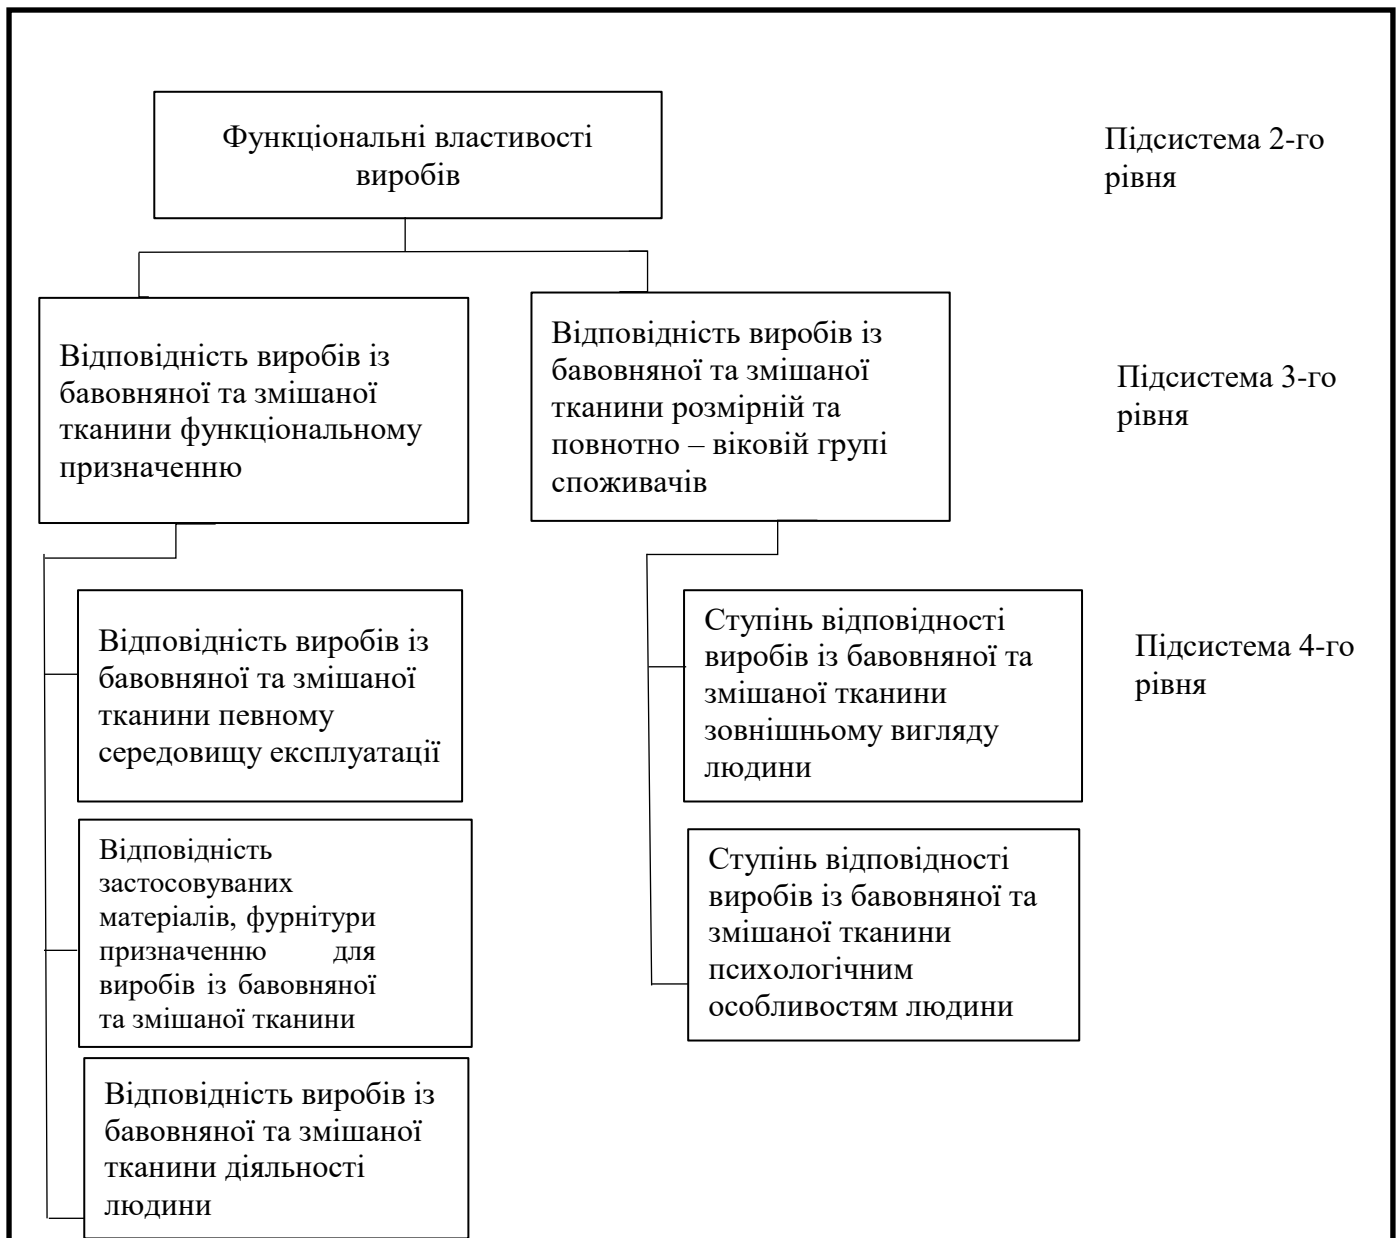 Функціональні властивості
виробів
Підсистема 2-го
рівня
Відповідність виробів із
бавовняної та змішаної
тканини функціональному
призначенню
Відповідність виробів із
бавовняної та змішаної
тканини розмірній та
повнотно – віковій групі
споживачів
Підсистема 3-го
рівня
Відповідність виробів із
бавовняної та змішаної
тканини певному
середовищу експлуатації
Ступінь відповідності
виробів із бавовняної та
змішаної тканини
зовнішньому вигляду
людини
Підсистема 4-го
рівня
Відповідність
застосовуваних
матеріалів, фурнітури
призначенню для
виробів із бавовняної
та змішаної тканини
Ступінь відповідності
виробів із бавовняної та
змішаної тканини
психологічним
особливостям людини
Відповідність виробів із
бавовняної та змішаної
тканини діяльності
людини